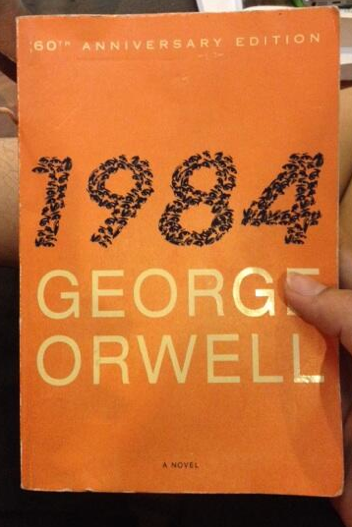 60TH ANNIVERSARY EDITION
1984
GEORGE
ORWELL
A NOVEL